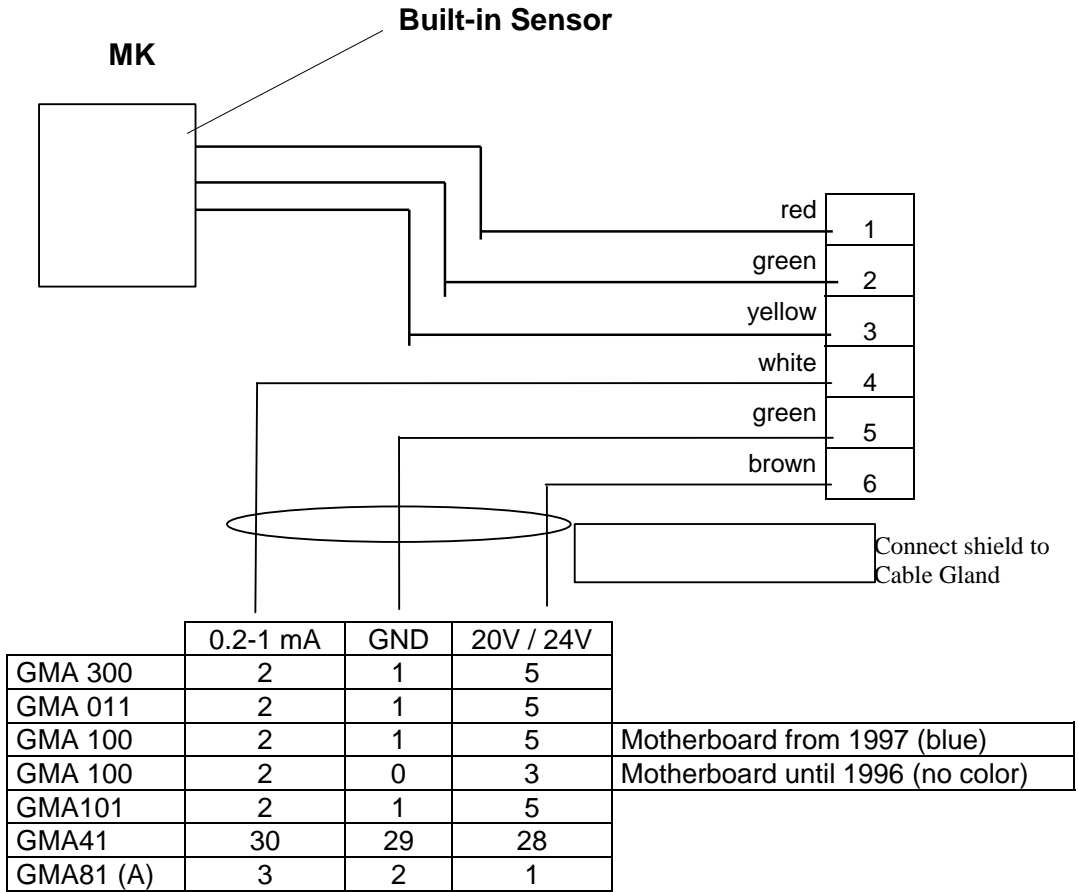 Built-in Sensor
MK
red 1
green 2
yellow 3
white 4
green 5
brown 6
Connect shield to
Cable Gland
0.2-1 mA GND 20V / 24V
GMA 300 2 1 5
GMA 011 2 1 5
GMA 100 2 1 5 Motherboard from 1997 (blue)
GMA 100 2 0 3 Motherboard until 1996 (no color)
GMA101 2 1 5
GMA41 30 29 28
GMA81 (A) 3 2 1